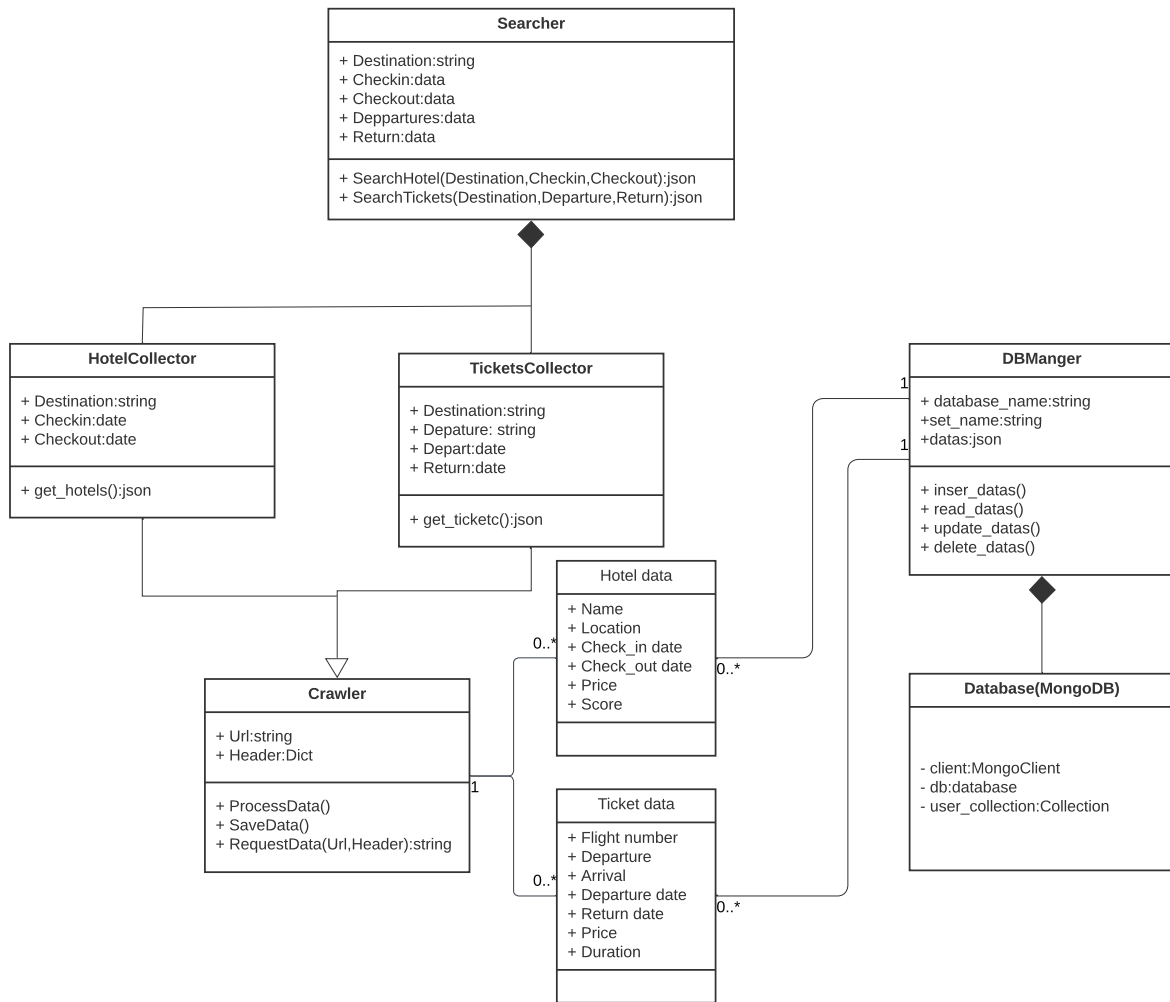 Searcher
+ Destination:string
+ Checkin:data
+ Checkout:data
+ Deppartures:data
+ Return:data
+ SearchHotel(Destination,Checkin,Checkout):json
+ SearchTickets(Destination,Departure,Return):json
HotelCollector
+ Destination:string
+ Checkin:date
+ Checkout:date
+ get_hotels():json
TicketsCollector
+ Destination:string
+ Depature: string
+ Depart:date
+ Return:date
+ get_ticketc():json
DBManger
+ database_name:string
+set_name:string
+datas:json
+ inser_datas()
+ read_datas()
+ update_datas()
+ delete_datas()
1
1
Hotel data
+ Name
+ Location
+ Check_in date
+ Check_out date
+ Price
+ Score
0..*
0..*
Crawler
+ Url:string
+ Header:Dict
+ ProcessData()
+ SaveData()
+ RequestData(Url,Header):string
1
Ticket data
+ Flight number
+ Departure
+ Arrival
+ Departure date
+ Return date
+ Price
+ Duration
0..*
0..*
Database(MongoDB)
- client:MongoClient
- db:database
- user_collection:Collection